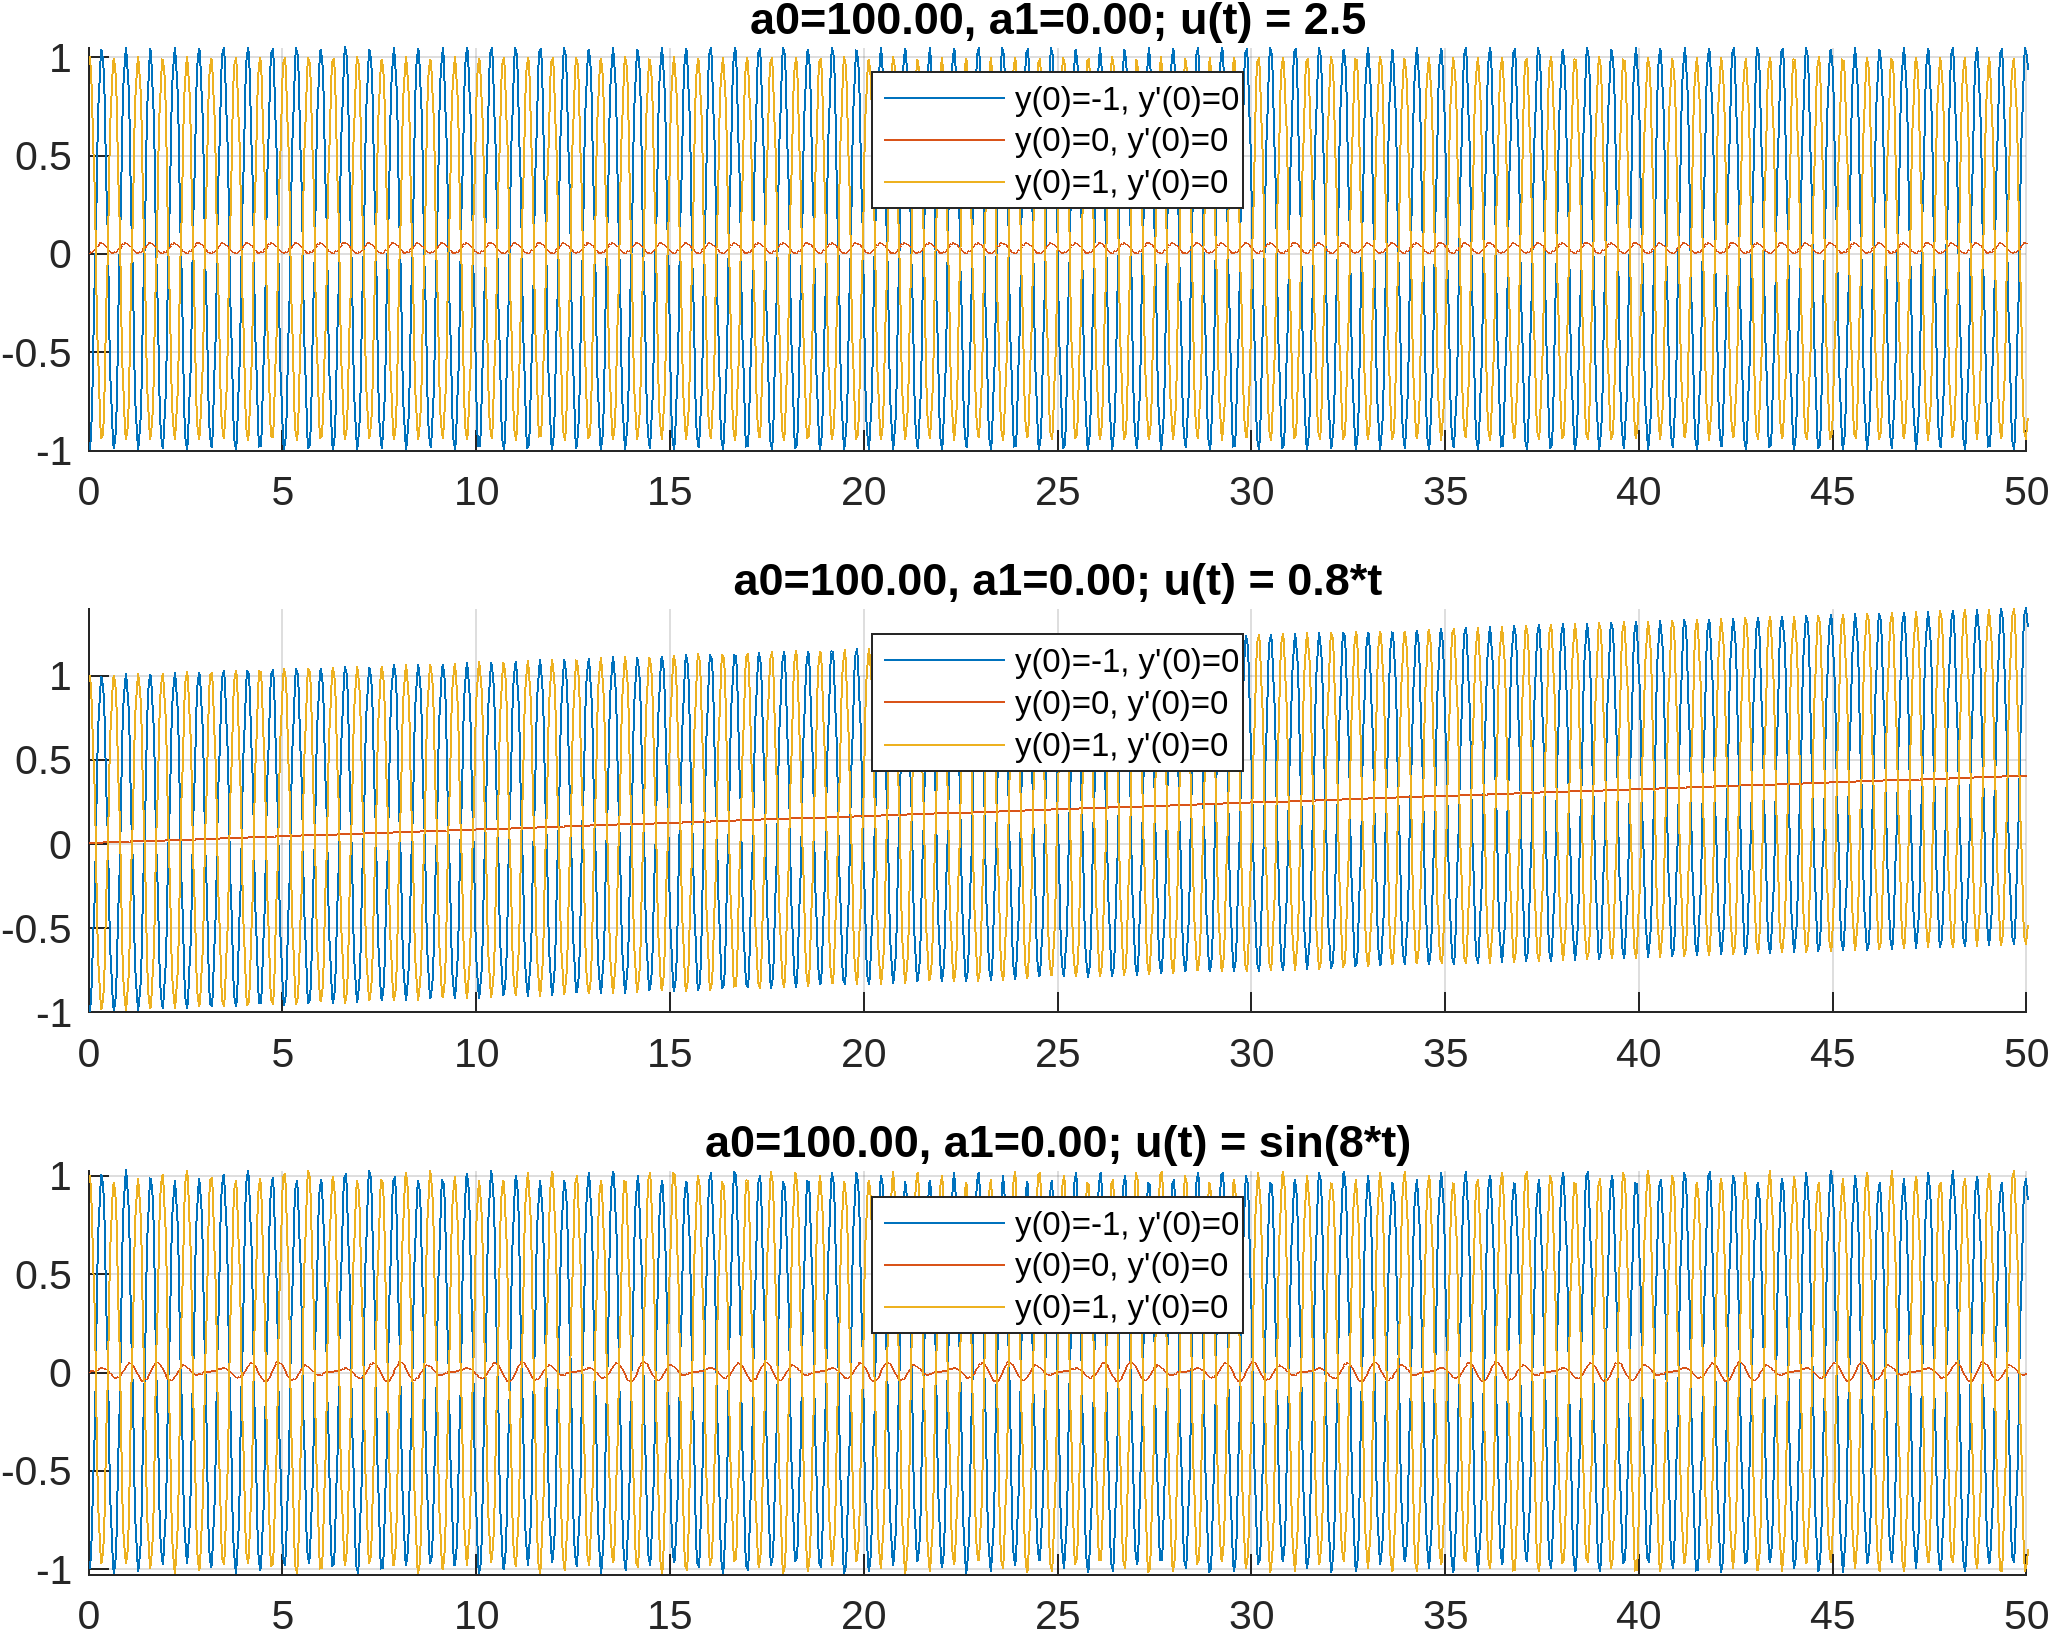 a0=100.00, a1=0.00; u(t) = 2.5
1
0.5
0
-0.5
-1
y(0)=-1, y'(0)=0
y(0)=0, y'(0)=0
y(0)=1, y'(0)=0
0 5 10 15 20 25 30 35 40 45 50
a0=100.00, a1=0.00; u(t) = 0.8*t
1
0.5
0
-0.5
-1
y(0)=-1, y'(0)=0
y(0)=0, y'(0)=0
y(0)=1, y'(0)=0
0 5 10 15 20 25 30 35 40 45 50
a0=100.00, a1=0.00; u(t) = sin(8*t)
1
0.5
0
-0.5
-1
y(0)=-1, y'(0)=0
y(0)=0, y'(0)=0
y(0)=1, y'(0)=0
0 5 10 15 20 25 30 35 40 45 50